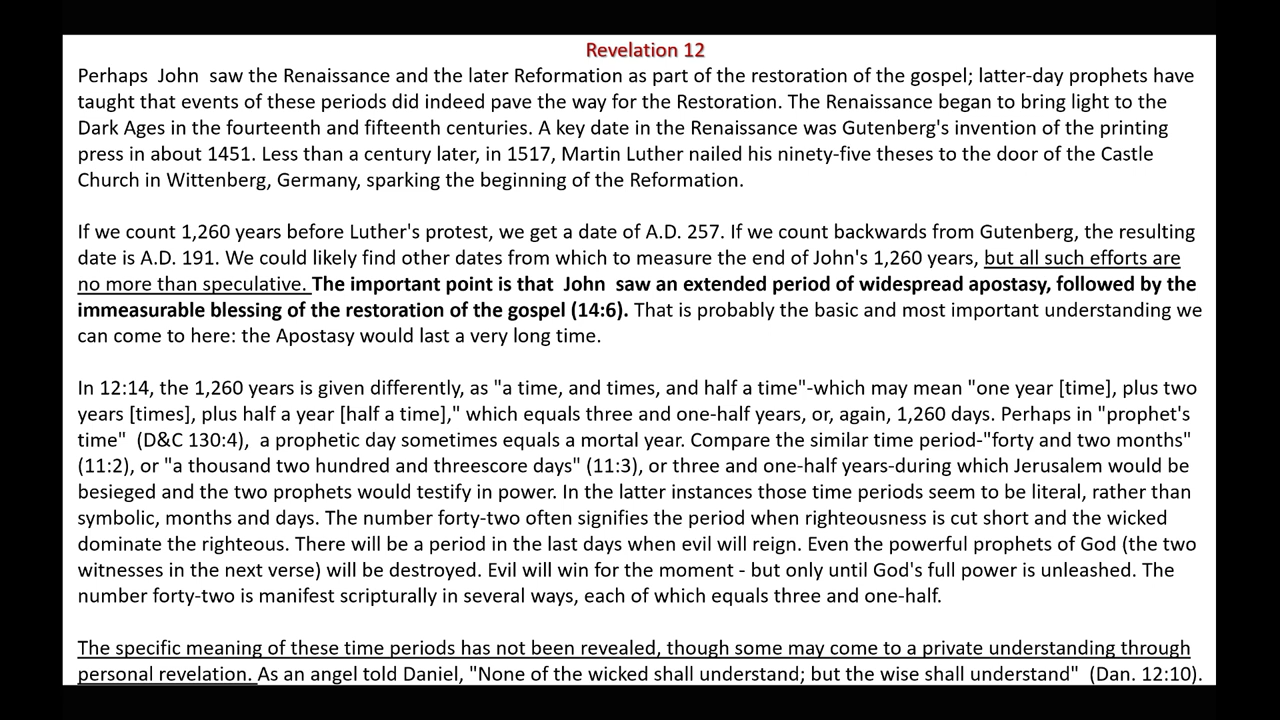 Revelation 12
Perhaps John saw the Renaissance and the later Reformation as part of the restoration of the gospel; latter-day prophets have
taught that events of these periods did indeed pave the way for the Restoration. The Renaissance began to bring light to the
Dark Ages in the fourteenth and fifteenth centuries. A key date in the Renaissance was Gutenberg's invention of the printing
press in about 1451. Less than a century later, in 1517, Martin Luther nailed his ninety-five theses to the door of the Castle
Church in Wittenberg, Germany, sparking the beginning of the Reformation.
If we count 1,260 years before Luther's protest, we get a date of A.D. 257. If we count backwards from Gutenberg, the resulting
date is A.D. 191. We could likely find other dates from which to measure the end of John's 1,260 years, but all such efforts are
no more than speculative. The important point is that John saw an extended period of widespread apostasy, followed by the
immeasurable blessing of the restoration of the gospel (14:6). That is probably the basic and most important understanding we
can come to here: the Apostasy would last a very long time.
In 12:14, the 1,260 years is given differently, as "a time, and times, and half a time"-which may mean "one year [time], plus two
years [times], plus half a year [half a time]," which equals three and one-half years, or, again, 1,260 days. Perhaps in "prophet's
time" (D&C 130:4), a prophetic day sometimes equals a mortal year. Compare the similar time period-"forty and two months"
(11:2), or "a thousand two hundred and threescore days" (11:3), or three and one-half years-during which Jerusalem would be
besieged and the two prophets would testify in power. In the latter instances those time periods seem to be literal, rather than
symbolic, months and days. The number forty-two often signifies the period when righteousness is cut short and the wicked
dominate the righteous. There will be a period in the last days when evil will reign. Even the powerful prophets of God (the two
witnesses in the next verse) will be destroyed. Evil will win for the moment - but only until God's full power is unleashed. The
number forty-two is manifest scripturally in several ways, each of which equals three and one-half.
The specific meaning of these time periods has not been revealed, though some may come to a private understanding through
personal revelation. As an angel told Daniel, "None of the wicked shall understand; but the wise shall understand" (Dan. 12:10).